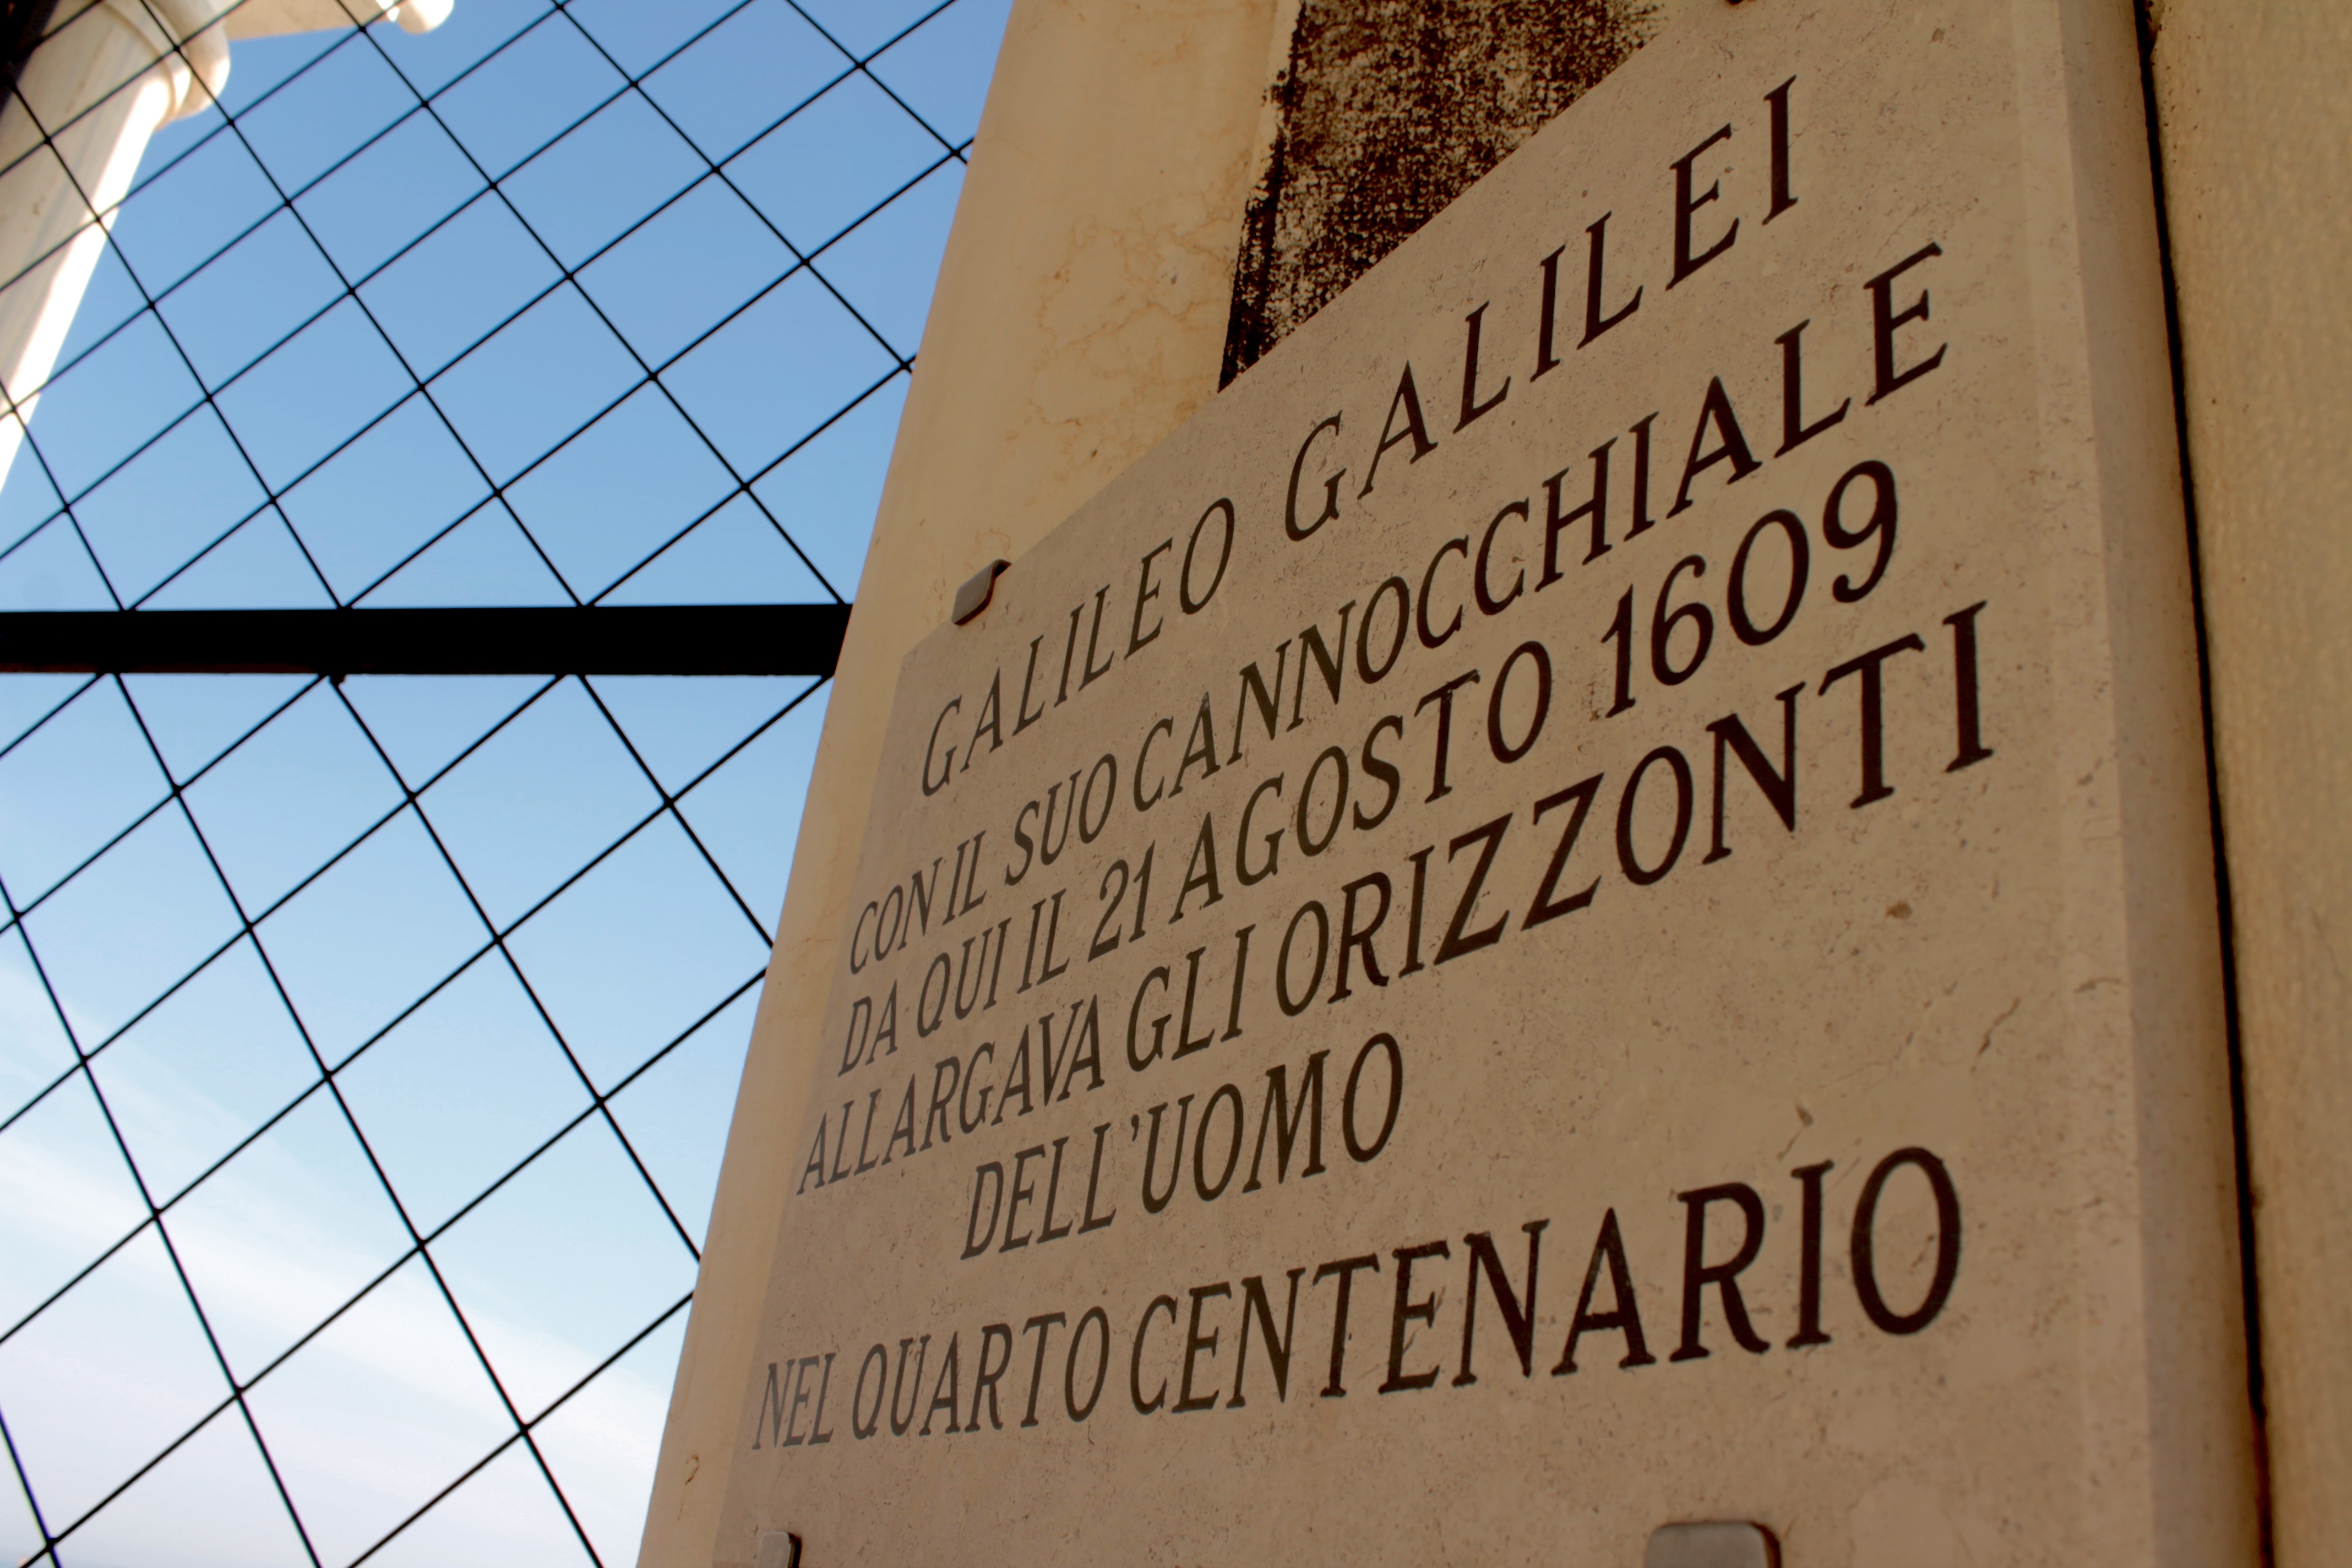 GALILEO GALILEI
CON IL SUO CANNOCCHIALE
DA QUI IL 21 AGOSTO 1609
ALLARGAVA GLI ORIZZONTI
DELL'UOMO
NEL QUARTO CENTENARIO